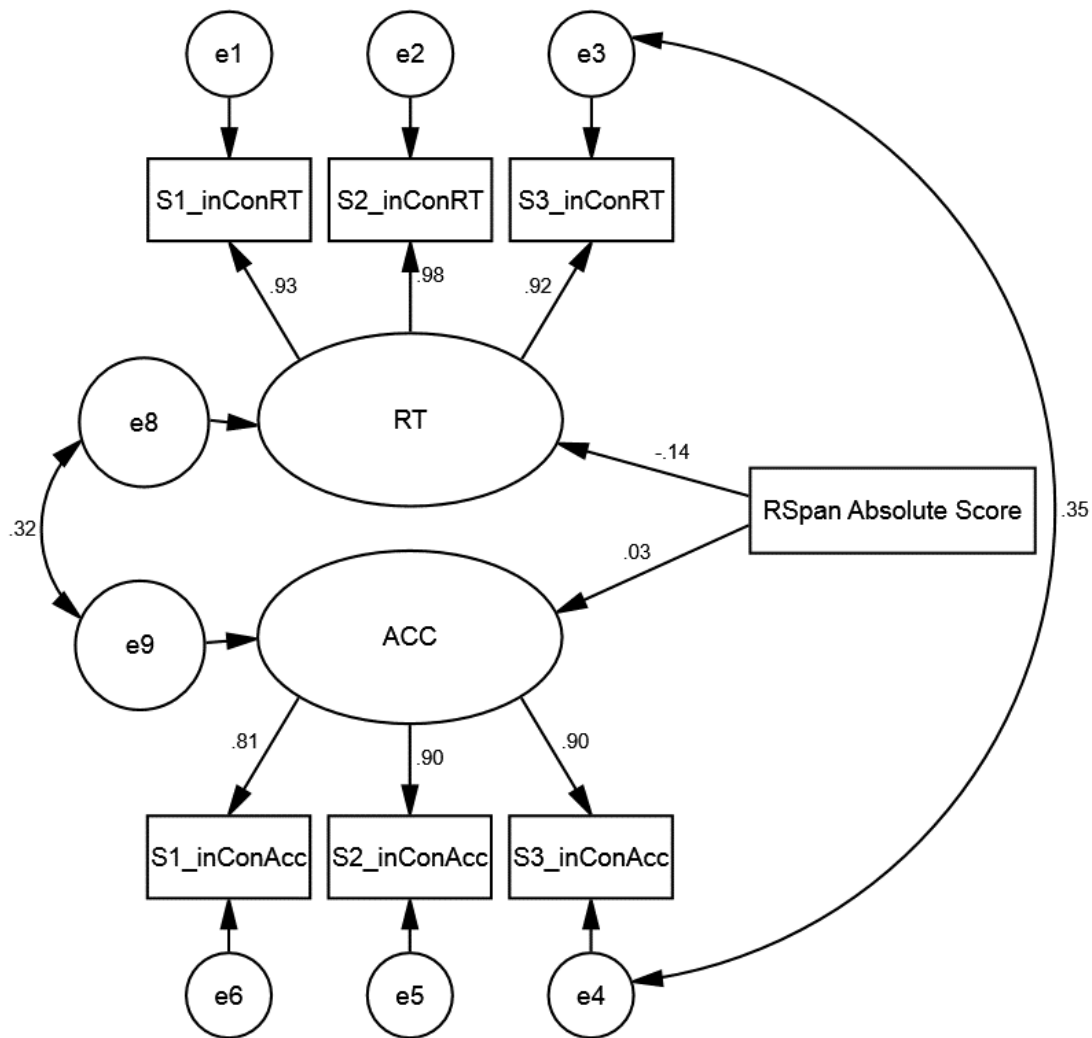 e1
e2
e3
S1_inConRT
S2_inConRT
S3_inConRT
.93
.98
.92
e8
RT
-.14
RSpan Absolute Score
.35
.32
.03
e9
ACC
.81
.90
.90
S1_inConAcc
S2_inConAcc
S3_inConAcc
e6
e5
e4